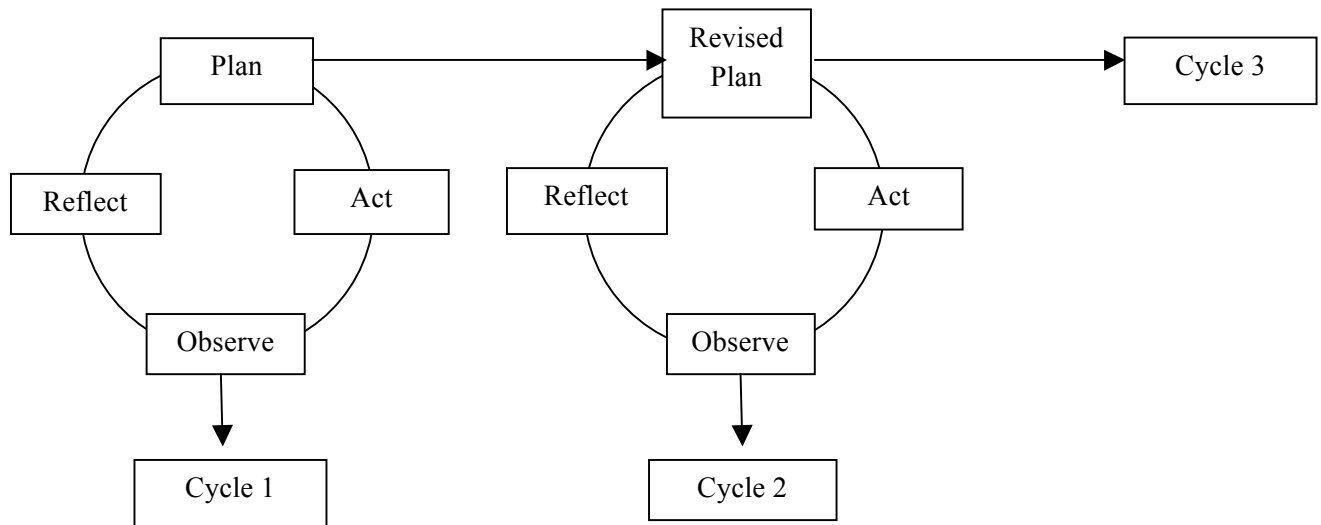 Plan
Revised
Plan
Cycle 3
Reflect
Act
Reflect
Act
Observe
Observe
Cycle 1
Cycle 2